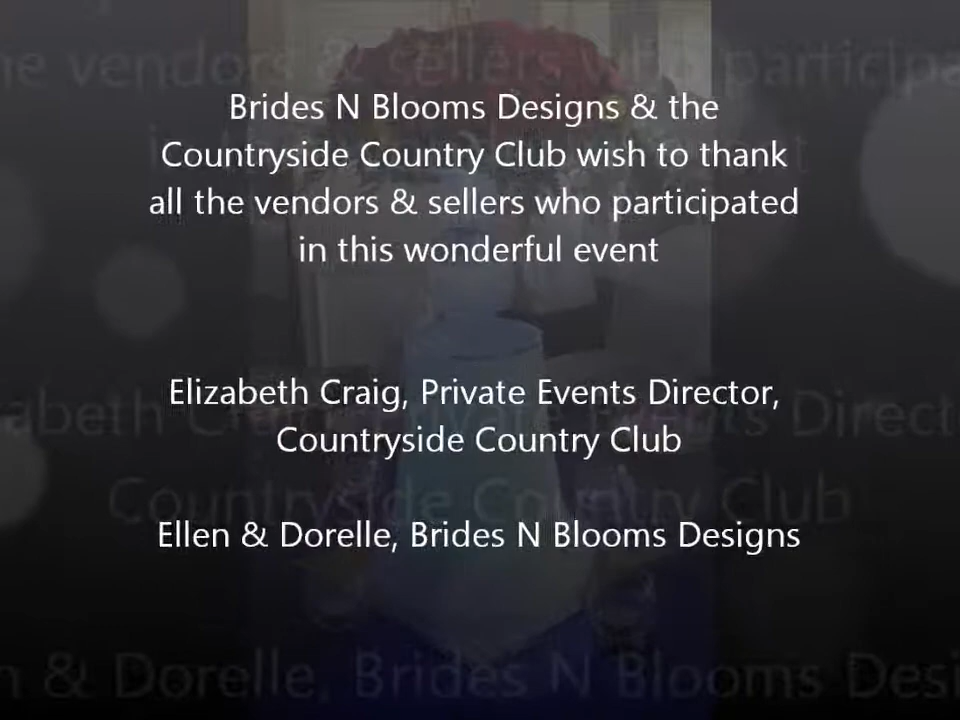 Brides N Blooms Designs & the
Countryside Country Club wish to thank
all the vendors & sellers who participated
in this wonderful event
Elizabeth Craig, Private Events Director,
Countryside Country Club
Ellen & Dorelle, Brides N Blooms Designs